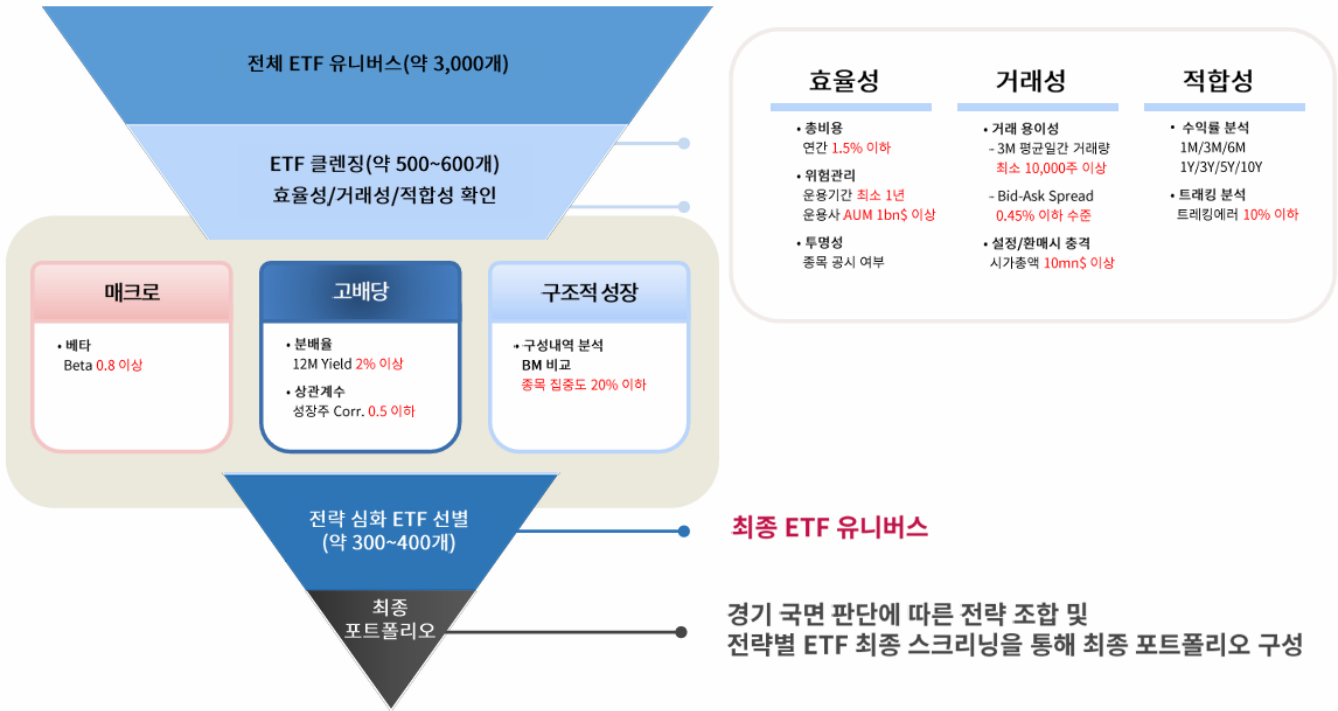 전체 ETF 유니버스(약 3,000개)
ETF 클렌징(약 500~600개)
효율성/거래성/적합성 확인
효율성
• 총비용
연간 1.5% 이하
• 위험관리
운용기간 최소 1년
운용사 AUM 1bn$ 이상
• 투명성
종목 공시 여부
거래성
• 거래 용이성
- 3M 평균일간 거래량
최소 10,000주 이상
- Bid-Ask Spread
0.45% 이하 수준
• 설정/환매시 충격
시가총액 10mn$ 이상
적합성
• 수익률 분석
1M/3M/6M
1Y/3Y/5Y/10Y
• 트래킹 분석
트레킹에러 10% 이하
매크로
• 베타
Beta 0.8 이상
고배당
• 분배율
12M Yield 2% 이상
• 상관계수
성장주 Corr. 0.5 이하
구조적 성장
• 구성내역 분석
BM 비교
종목 집중도 20% 이하
전략 심화 ETF 선별
(약 300~400개)
최종 ETF 유니버스
최종
포트폴리오
경기 국면 판단에 따른 전략 조합 및
전략별 ETF 최종 스크리닝을 통해 최종 포트폴리오 구성